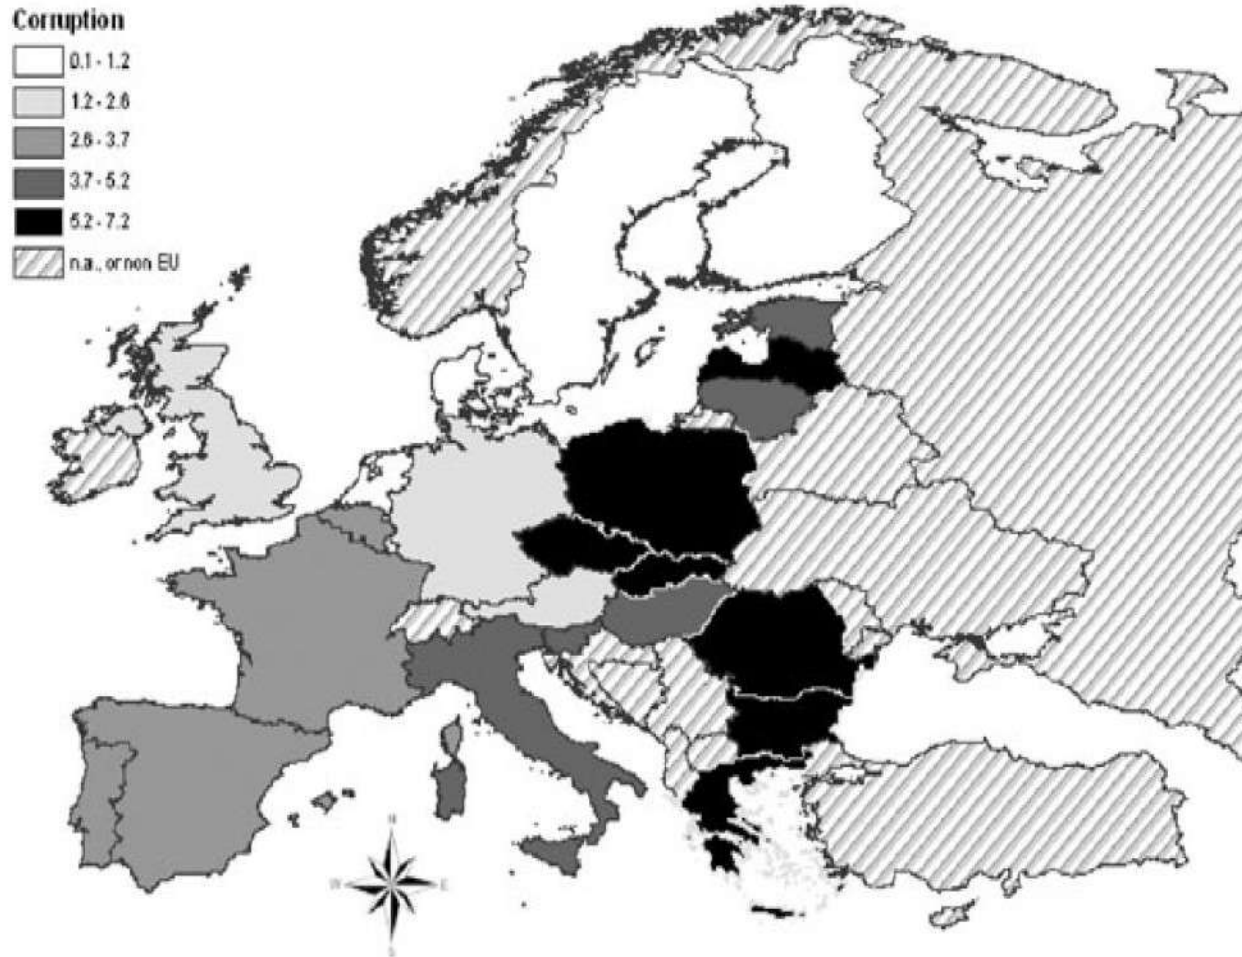 Corruption
0.1 - 1.2
1.2 - 2.6
2.6 - 3.7
3.7 - 5.2
5.2 - 7.2
n.a., or non EU
N
W
E
S